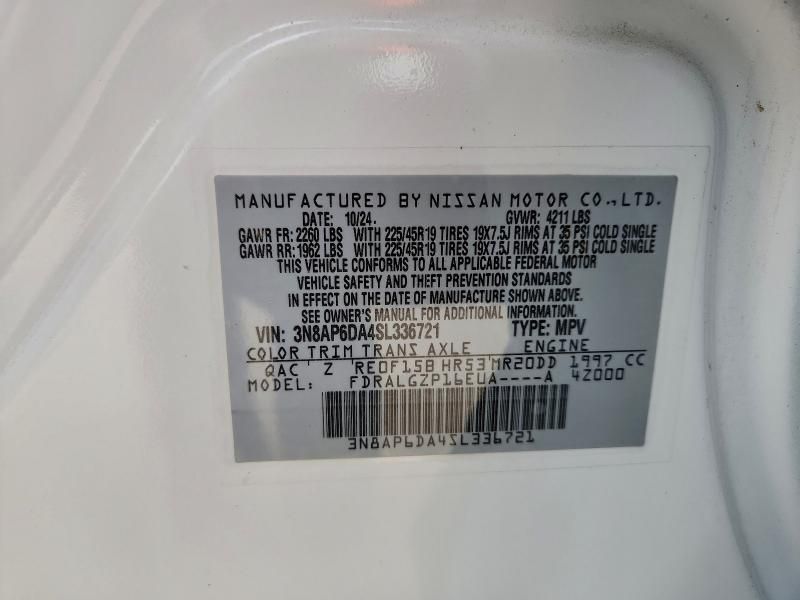 MANUFACTURED BY NISSAN MOTOR CO., LTD.
DATE: 10/24. GVWR: 4211 LBS
GAWR FR: 2260 LBS WITH 225/45R19 TIRES 19X7.5J RIMS AT 35 PSI COLD SINGLE
GAWR RR: 1962 LBS WITH 225/45R19 TIRES 19X7.5J RIMS AT 35 PSI COLD SINGLE
THIS VEHICLE CONFORMS TO ALL APPLICABLE FEDERAL MOTOR
VEHICLE SAFETY AND THEFT PREVENTION STANDARDS
IN EFFECT ON THE DATE OF MANUFACTURE SHOWN ABOVE.
SEE OWNER'S MANUAL FOR ADDITIONAL INFORMATION.
VIN: 3N8AP6DA4SL336721 TYPE: MPV
COLOR TRIM TRANS AXLE ENGINE
QAC Z RE0F15B HR53 MR20DD 1997 CC
MODEL: FDRALGZP16EUA----A 4Z000
3N8AP6DA4SL336721